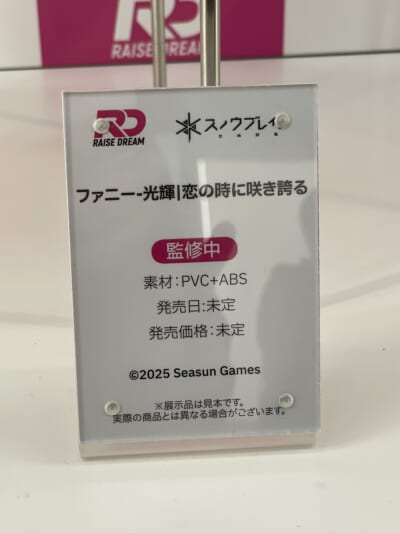 RAISE DREAM
RD
RAISE DREAM
スノウブレイク
ファニー-光輝|恋の時に咲き誇る
監修中
素材:PVC+ABS
発売日:未定
発売価格:未定
©2025 Seasun Games
※展示品は見本です。
実際の商品とは異なる場合がございます。